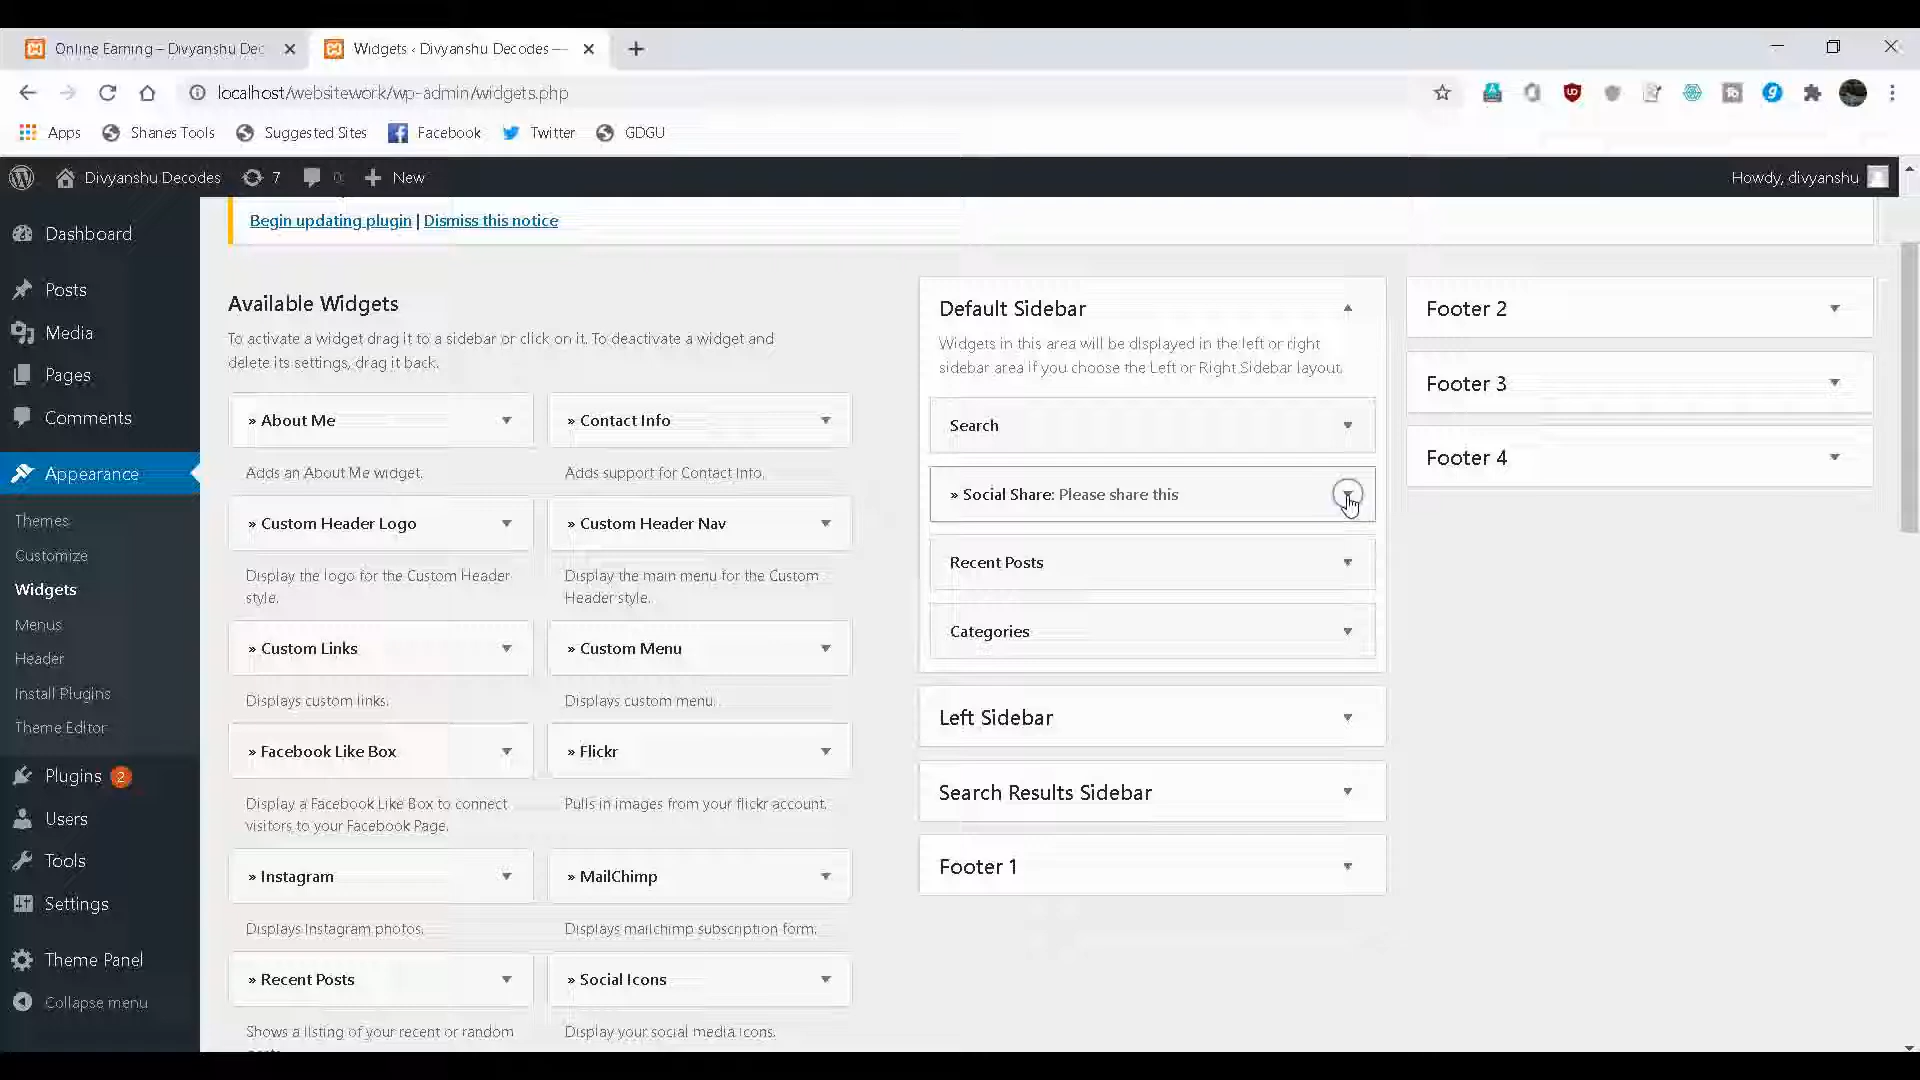 Online Earning – Divyanshu Dec
Widgets ‹ Divyanshu Decodes —
localhost/websitework/wp-admin/widgets.php
Apps
Shanes Tools
Suggested Sites
Facebook
Twitter
GDGU
Divyanshu Decodes
7
0
New
Howdy, divyanshu
Begin updating plugin | Dismiss this notice
Dashboard
Posts
Media
Pages
Comments
Appearance
Themes
Customize
Widgets
Menus
Header
Install Plugins
Theme Editor
Plugins 2
Users
Tools
Settings
Theme Panel
Collapse menu
Available Widgets
To activate a widget drag it to a sidebar or click on it. To deactivate a widget and
delete its settings, drag it back.
» About Me
Adds an About Me widget.
» Contact Info
Adds support for Contact Info.
» Custom Header Logo
Display the logo for the Custom Header
style.
» Custom Header Nav
Display the main menu for the Custom
Header style.
» Custom Links
Displays custom links.
» Custom Menu
Displays custom menu.
» Facebook Like Box
Display a Facebook Like Box to connect
visitors to your Facebook Page.
» Flickr
Pulls in images from your flickr account.
» Instagram
Displays Instagram photos.
» MailChimp
Displays mailchimp subscription form.
» Recent Posts
Shows a listing of your recent or random
» Social Icons
Display your social media icons.
Default Sidebar
Widgets in this area will be displayed in the left or right
sidebar area if you choose the Left or Right Sidebar layout.
Search
» Social Share: Please share this
Recent Posts
Categories
Left Sidebar
Search Results Sidebar
Footer 1
Footer 2
Footer 3
Footer 4